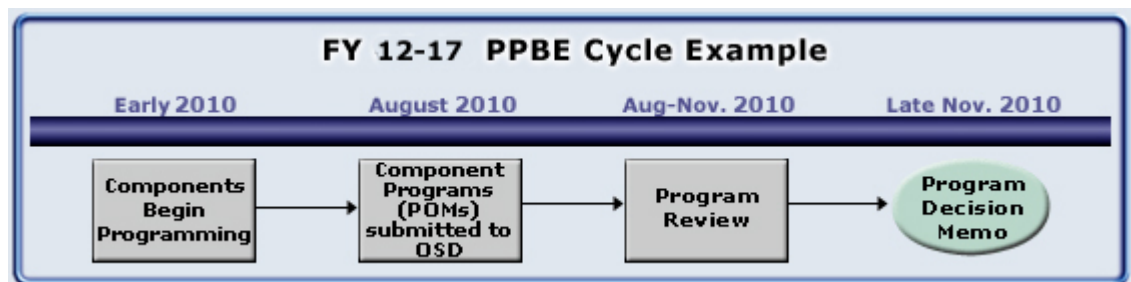 FY 12-17 PPBE Cycle Example
Early 2010
August 2010
Aug-Nov. 2010
Late Nov. 2010
Components
Begin
Programming
Component
Programs
(POMs)
submitted to
OSD
Program
Review
Program
Decision
Memo